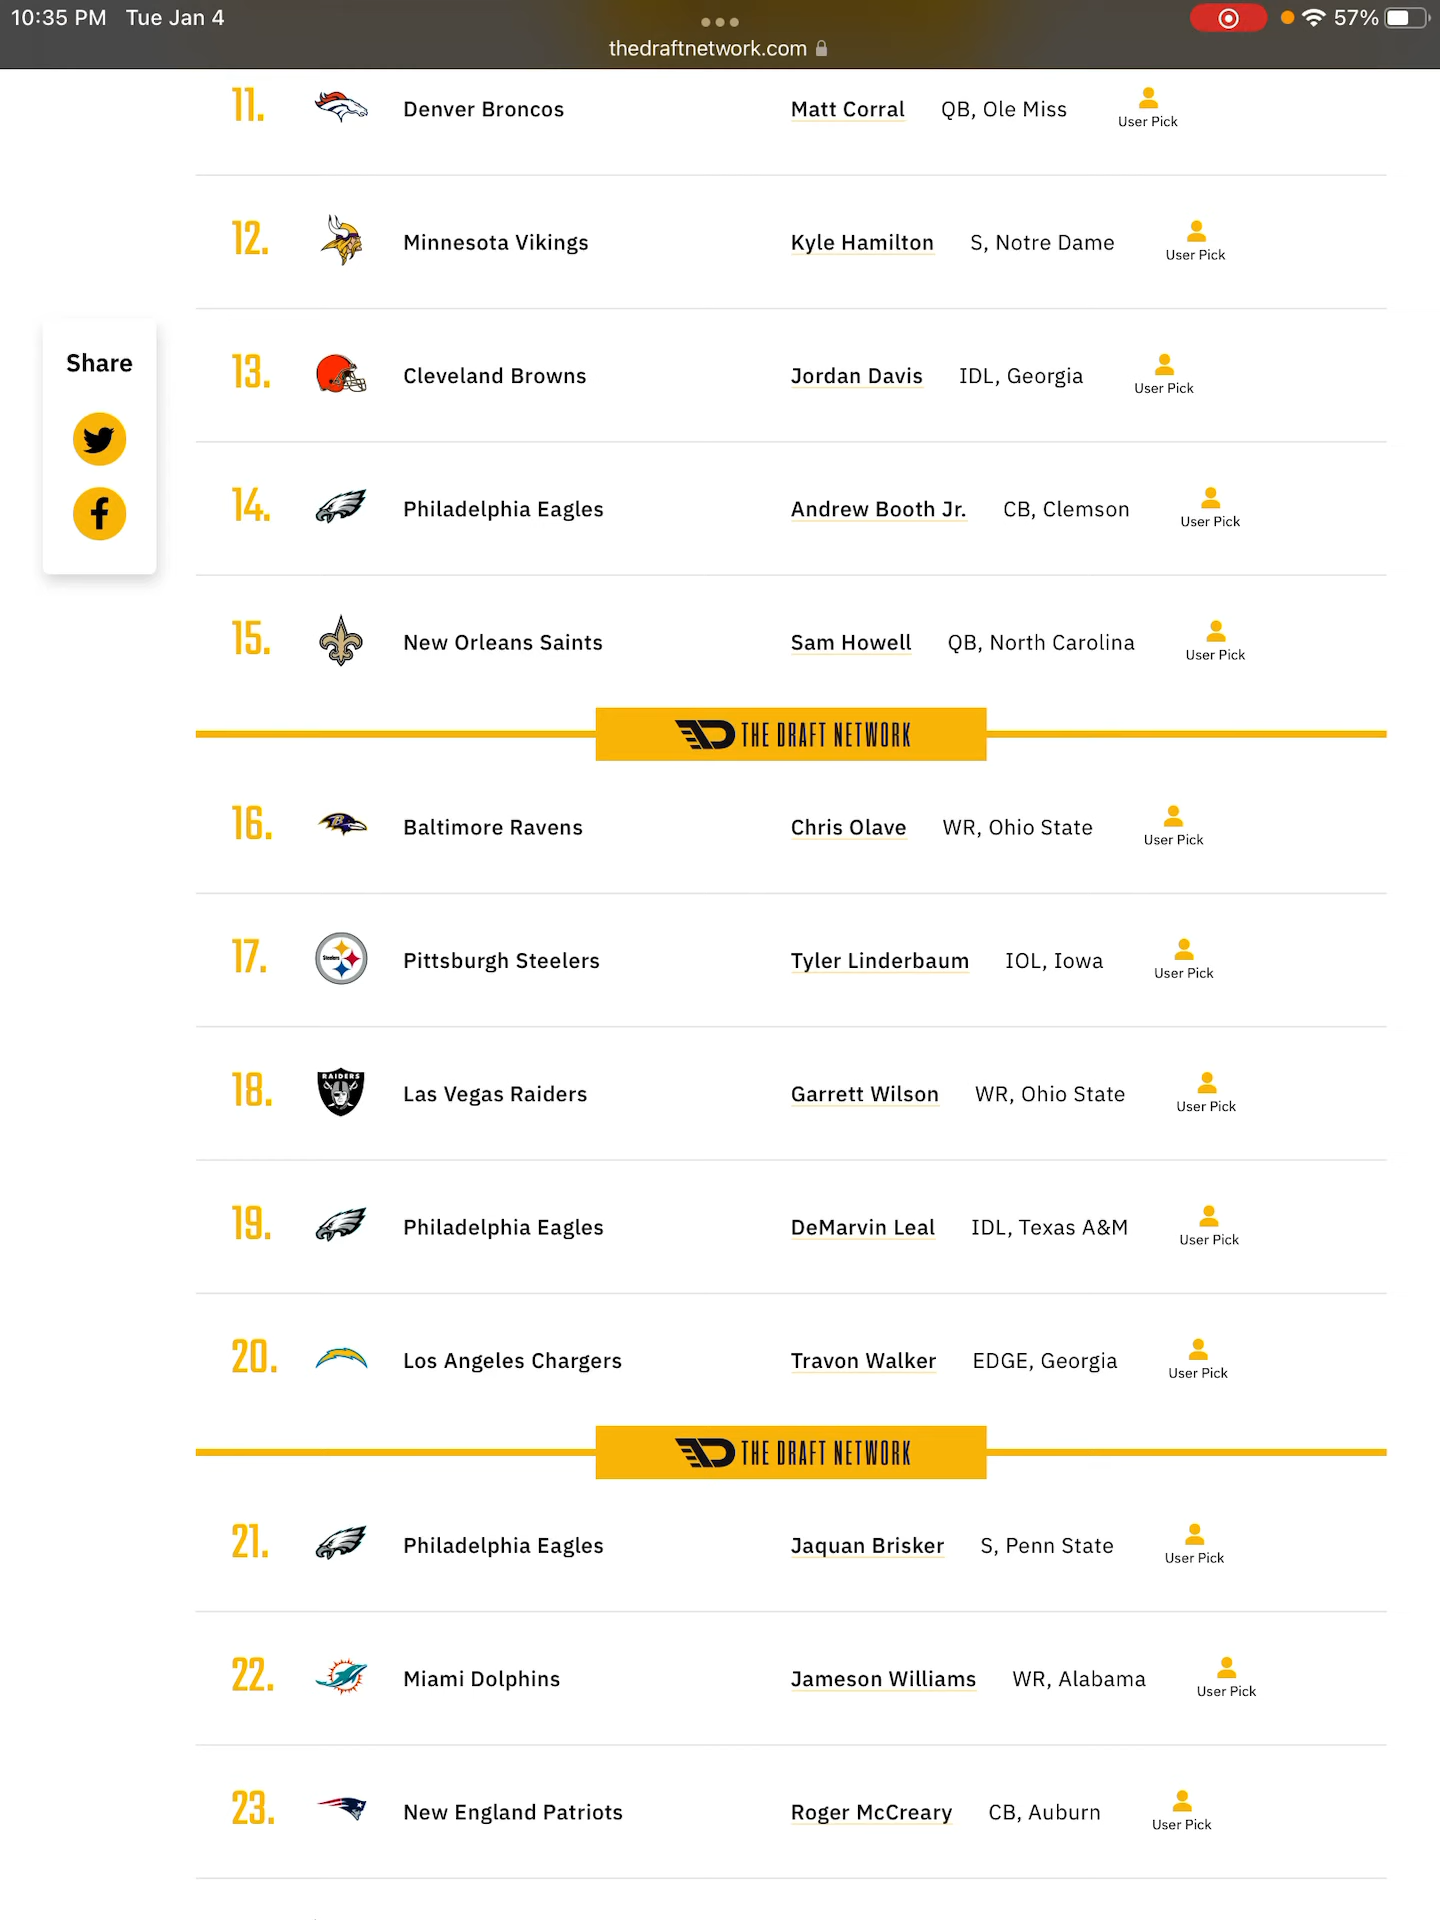 10:35 PM Tue Jan 4
57%
thedraftnetwork.com
11. Denver Broncos Matt Corral QB, Ole Miss User Pick
12. Minnesota Vikings Kyle Hamilton S, Notre Dame User Pick
Share
13. Cleveland Browns Jordan Davis IDL, Georgia User Pick
14. Philadelphia Eagles Andrew Booth Jr. CB, Clemson User Pick
15. New Orleans Saints Sam Howell QB, North Carolina User Pick
THE DRAFT NETWORK
16. Baltimore Ravens Chris Olave WR, Ohio State User Pick
17. Steelers Pittsburgh Steelers Tyler Linderbaum IOL, Iowa User Pick
18. RAIDERS Las Vegas Raiders Garrett Wilson WR, Ohio State User Pick
19. Philadelphia Eagles DeMarvin Leal IDL, Texas A&M User Pick
20. Los Angeles Chargers Travon Walker EDGE, Georgia User Pick
THE DRAFT NETWORK
21. Philadelphia Eagles Jaquan Brisker S, Penn State User Pick
22. Miami Dolphins Jameson Williams WR, Alabama User Pick
23. New England Patriots Roger McCreary CB, Auburn User Pick